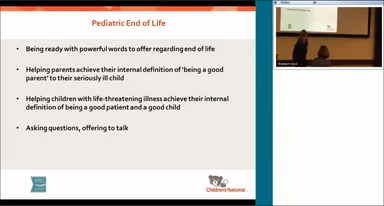 Pediatric End of Life
Being ready with powerful words to offer regarding end of life
Helping parents achieve their internal definition of 'being a good
parent' to their seriously ill child
Helping children with life-threatening illness achieve their internal
definition of being a good patient and a good child
Asking questions, offering to talk
Children's National